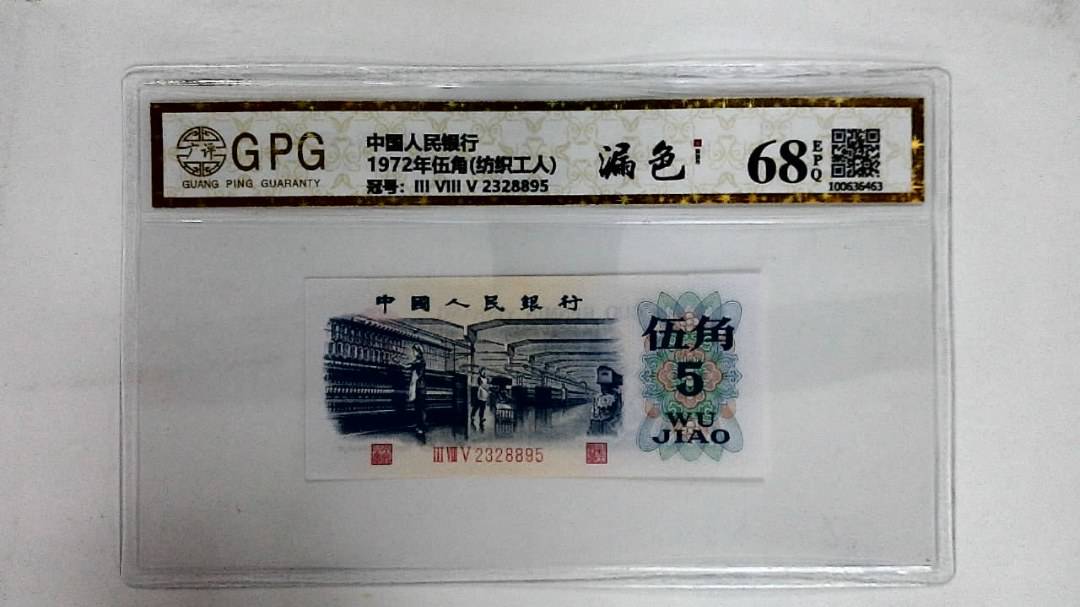 GPG
GUANG PING GUARANTY
中国人民银行
1972年伍角(纺织工人)
冠号: III VIII V 2328895
漏色
68
EPQ
100636463
中國人民銀行
伍角
5
WU
JIAO
III VIII V 2328895